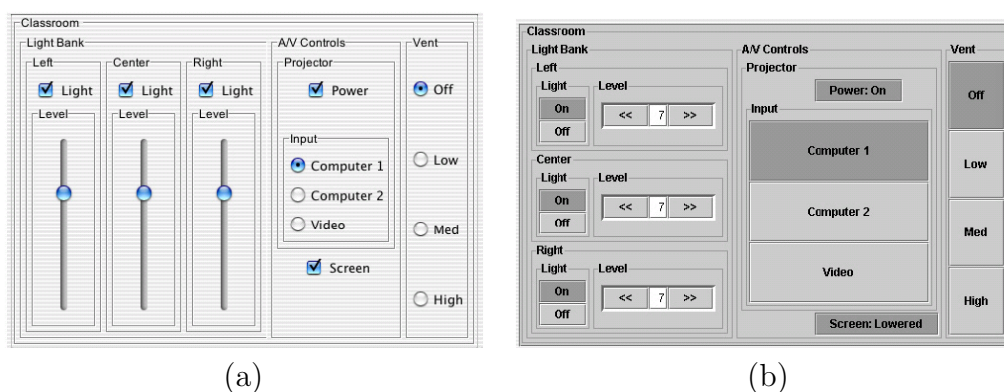 Classroom
Light Bank
Left
Light
Level
Center
Light
Level
Right
Light
Level
A/V Controls
Projector
Power
Input
Computer 1
Computer 2
Video
Screen
Vent
Off
Low
Med
High
(a)
Classroom
Light Bank
Left
Light
On
Off
Level
<< 7 >>
Center
Light
On
Off
Level
<< 7 >>
Right
Light
On
Off
Level
<< 7 >>
A/V Controls
Projector
Power: On
Input
Computer 1
Computer 2
Video
Screen: Lowered
Vent
Off
Low
Med
High
(b)